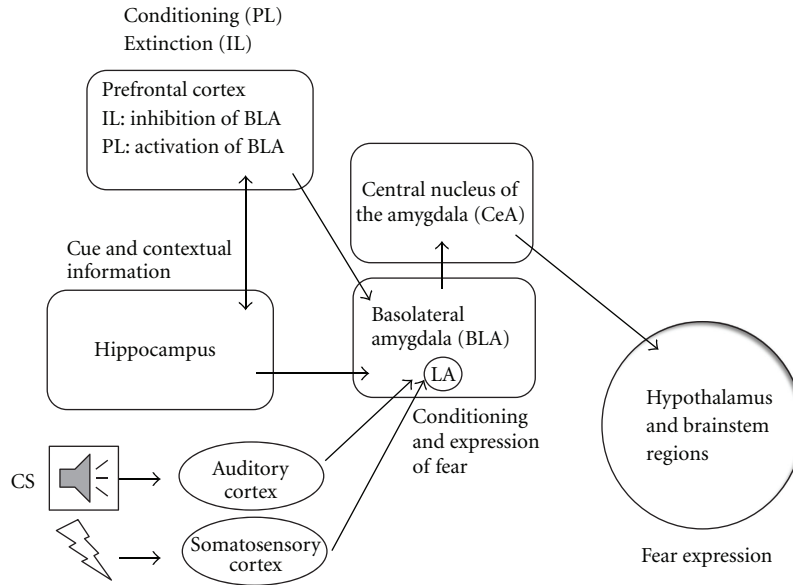 Conditioning (PL)
Extinction (IL)
Prefrontal cortex
IL: inhibition of BLA
PL: activation of BLA
Central nucleus of
the amygdala (CeA)
Cue and contextual
information
Hippocampus
Basolateral
amygdala (BLA)
LA
Conditioning
and expression
of fear
Hypothalamus
and brainstem
regions
CS
Auditory
cortex
Somatosensory
cortex
Fear expression